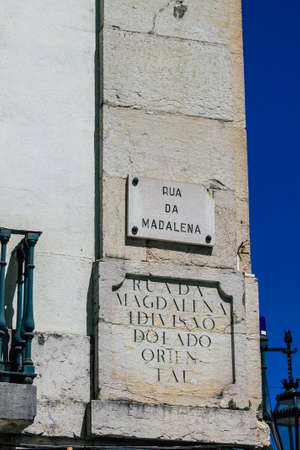 RUA
DA
MADALENA
RUA DA
MAGDALENA
I DIVISÃO
DO LADO
ORIEN-
TAL